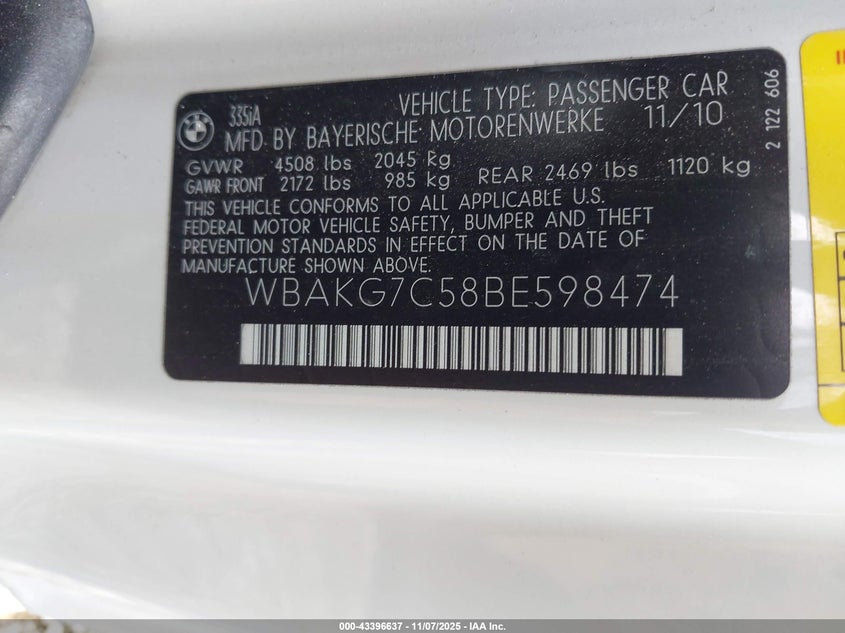 335iA VEHICLE TYPE: PASSENGER CAR
MFD. BY BAYERISCHE MOTORENWERKE 11/10
GVWR 4508 lbs 2045 kg
GAWR FRONT 2172 lbs 985 kg REAR 2469 lbs 1120 kg
THIS VEHICLE CONFORMS TO ALL APPLICABLE U.S.
FEDERAL MOTOR VEHICLE SAFETY, BUMPER AND THEFT
PREVENTION STANDARDS IN EFFECT ON THE DATE OF
MANUFACTURE SHOWN ABOVE.
WBAKG7C58BE598474
2 122 606
000-43396637 - 11/07/2025 - IAA Inc.